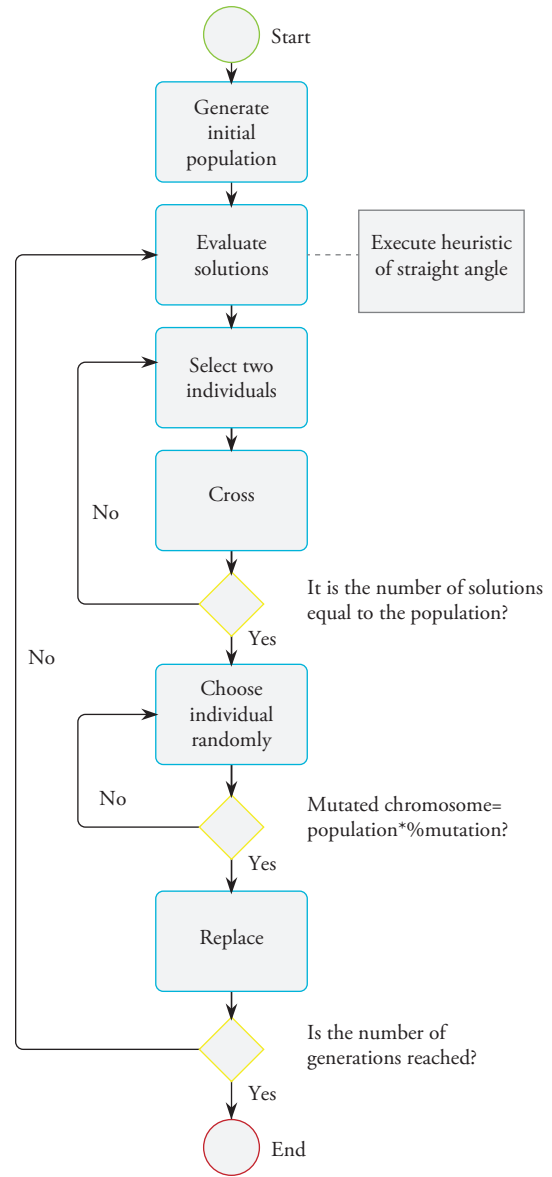 Start
Generate
initial
population
Evaluate
solutions
Execute heuristic
of straight angle
Select two
individuals
Cross
No
It is the number of solutions
equal to the population?
Yes
No
Choose
individual
randomly
No
Mutated chromosome=
population*%mutation?
Yes
Replace
Is the number of
generations reached?
Yes
End